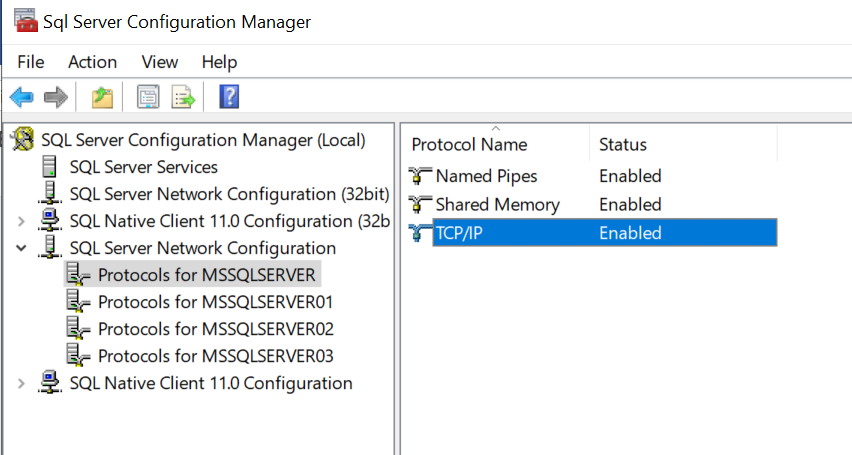 Sql Server Configuration Manager
File Action View Help
SQL Server Configuration Manager (Local)
SQL Server Services
SQL Server Network Configuration (32bit)
SQL Native Client 11.0 Configuration (32b
SQL Server Network Configuration
Protocols for MSSQLSERVER
Protocols for MSSQLSERVER01
Protocols for MSSQLSERVER02
Protocols for MSSQLSERVER03
SQL Native Client 11.0 Configuration
Protocol Name Status
Named Pipes Enabled
Shared Memory Enabled
TCP/IP Enabled